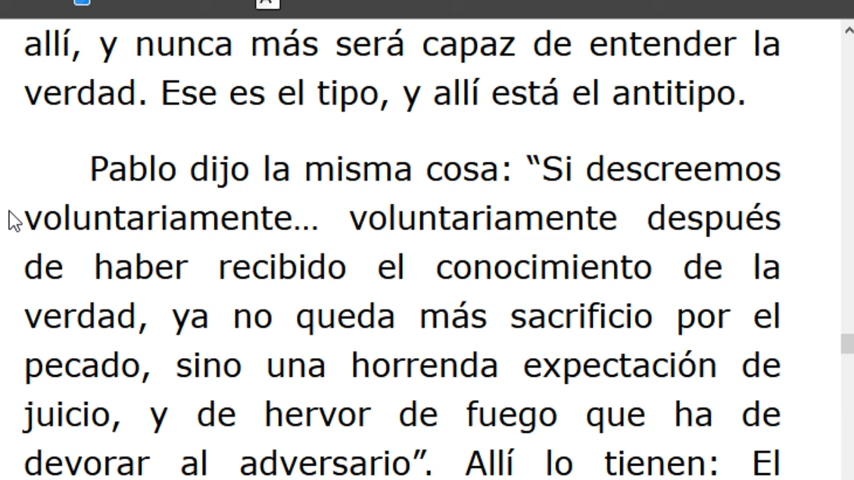 allí, y nunca más será capaz de entender la
verdad. Ese es el tipo, y allí está el antitipo.
Pablo dijo la misma cosa: “Si descreemos
voluntariamente… voluntariamente después
de haber recibido el conocimiento de la
verdad, ya no queda más sacrificio por el
pecado, sino una horrenda expectación de
juicio, y de hervor de fuego que ha de
devorar al adversario”. Allí lo tienen: El